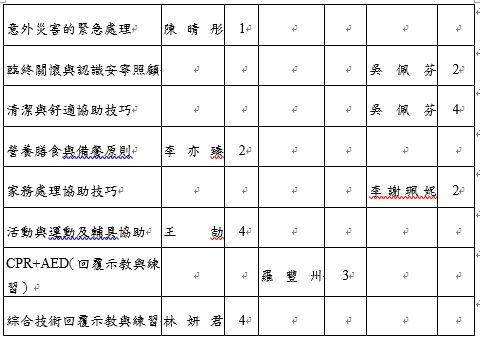 意外災害的緊急處理 陳晴彤 1
臨終關懷與認識安寧照顧 吳佩芬 2
清潔與舒適協助技巧 吳佩芬 4
營養膳食與備餐原則 李亦臻 2
家務處理協助技巧 李謝珮妮 2
活動與運動及輔具協助 王劼 4
CPR+AED(回覆示教與練 羅豐州 3
習)
綜合技術回覆示教與練習 林妍君 4